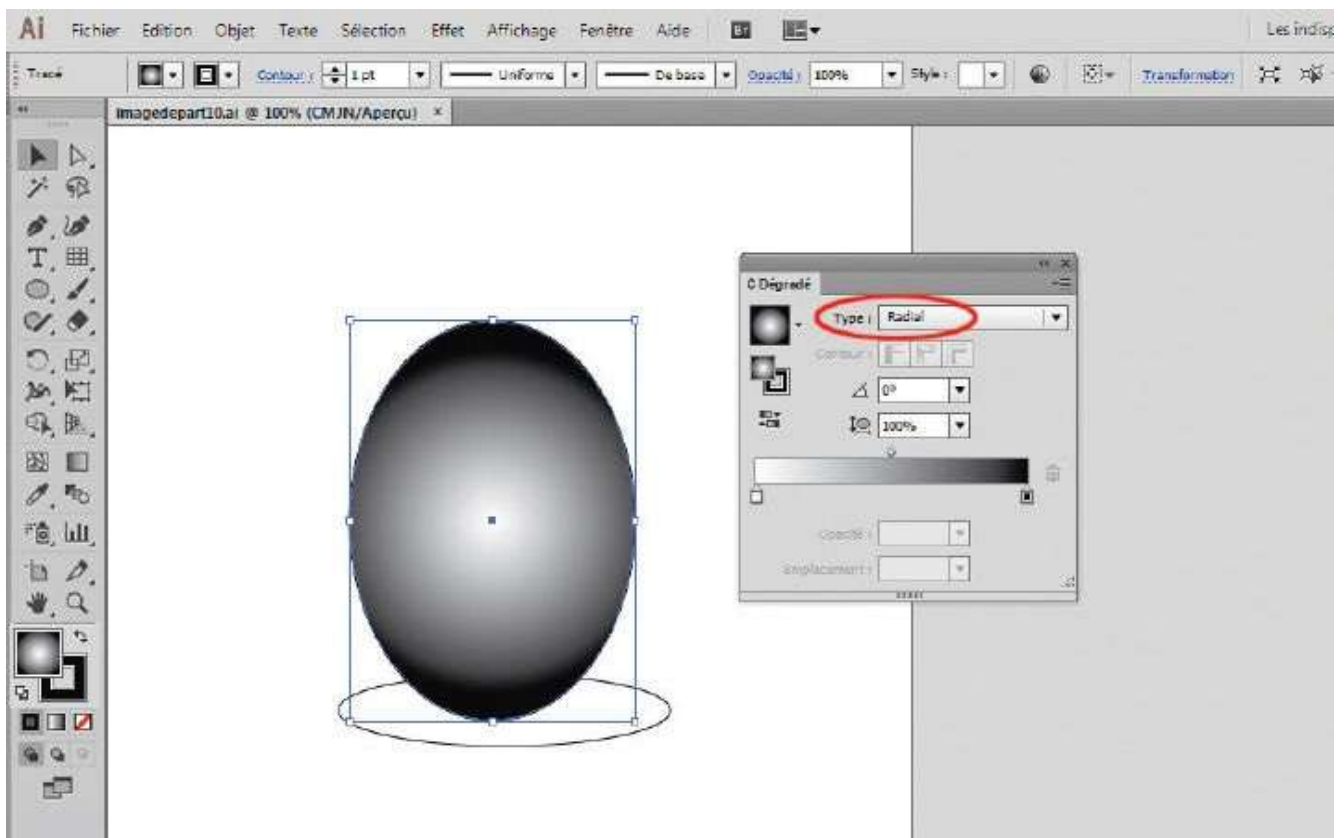 Ai Fichier Edition Objet Texte Sélection Effet Affichage Fenêtre Aide Br Les indisp
Tracé Contour : 1 pt Uniforme De base Opacité : 100% Style : Transformation
imagedepart10.ai @ 100% (CMJN/Aperçu) ×
Dégradé
Type : Radial
Contour :
0°
100%
Opacité :
Emplacement :